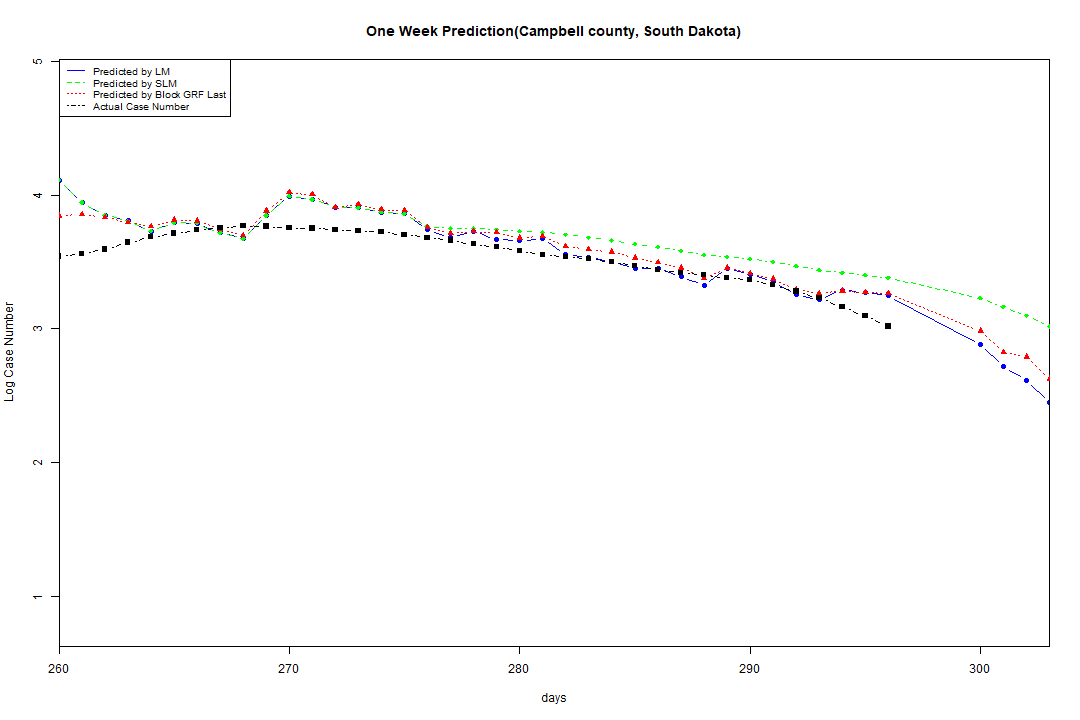 One Week Prediction(Campbell county, South Dakota)
5
Predicted by LM
Predicted by SLM
Predicted by Block GRF Last
Actual Case Number
4
3
2
1
Log Case Number
260 270 280 290 300
days